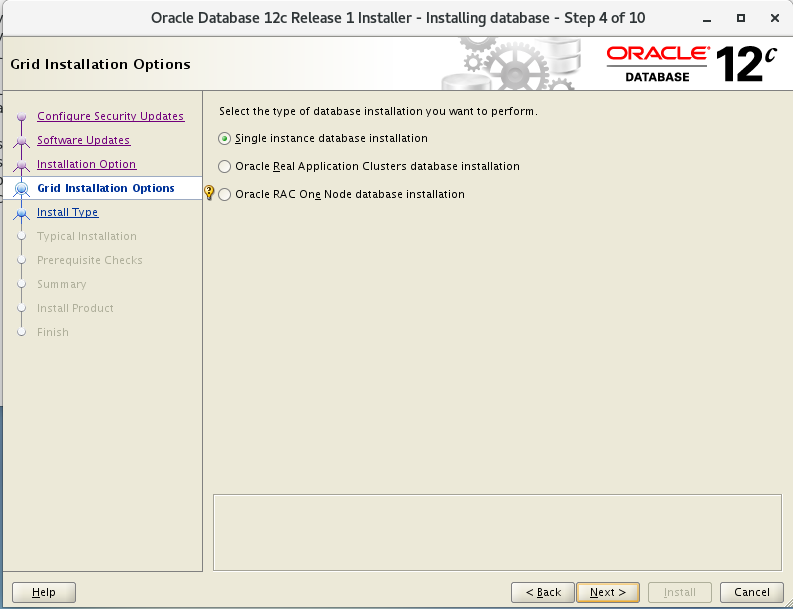 Oracle Database 12c Release 1 Installer - Installing database - Step 4 of 10
Grid Installation Options
ORACLE
DATABASE
12c
Configure Security Updates
Software Updates
Installation Option
Grid Installation Options
Install Type
Typical Installation
Prerequisite Checks
Summary
Install Product
Finish
Select the type of database installation you want to perform.
Single instance database installation
Oracle Real Application Clusters database installation
Oracle RAC One Node database installation
Help
< Back
Next >
Install
Cancel